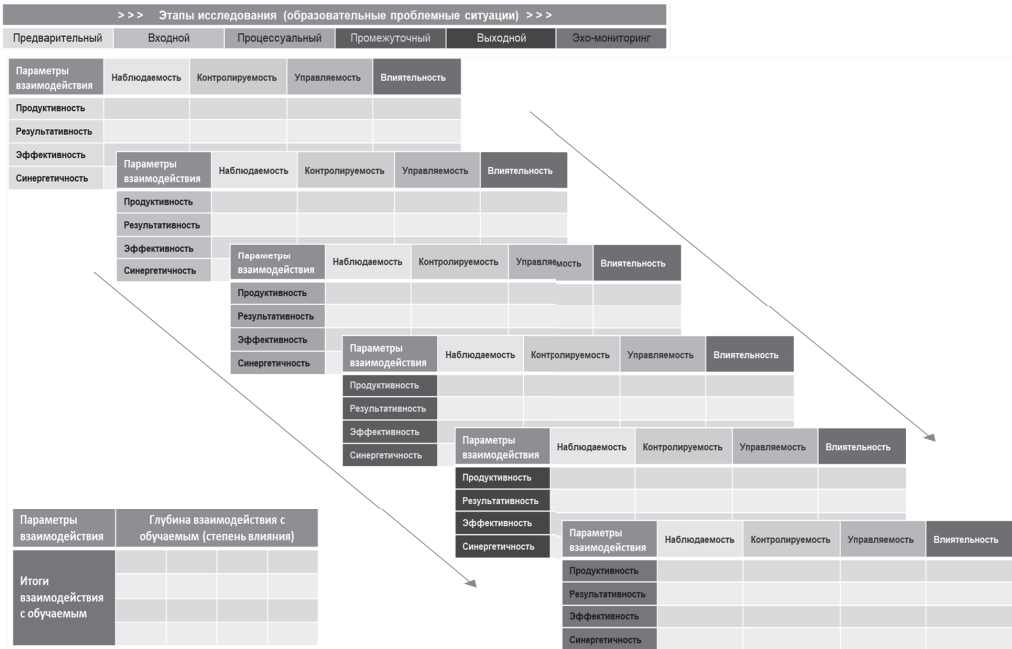 >>> Этапы исследования (образовательные проблемные ситуации) >>>
Предварительный Входной Процессуальный Промежуточный Выходной Эхо-мониторинг
Параметры
взаимодействия
Наблюдаемость Контролируемость Управляемость Влиятельность
Продуктивность
Результативность
Эффективность
Синергетичность
Параметры
взаимодействия
Наблюдаемость Контролируемость Управляемость Влиятельность
Продуктивность
Результативность
Эффективность
Синергетичность
Параметры
взаимодействия
Наблюдаемость Контролируемость Управляемость Влиятельность
Продуктивность
Результативность
Эффективность
Синергетичность
Параметры
взаимодействия
Наблюдаемость Контролируемость Управляемость Влиятельность
Продуктивность
Результативность
Эффективность
Синергетичность
Параметры
взаимодействия
Наблюдаемость Контролируемость Управляемость Влиятельность
Продуктивность
Результативность
Эффективность
Синергетичность
Параметры
взаимодействия
Наблюдаемость Контролируемость Управляемость Влиятельность
Продуктивность
Результативность
Эффективность
Синергетичность
Параметры
взаимодействия
Глубина взаимодействия с
обучаемым (степень влияния)
Итоги
взаимодействия
с обучаемым